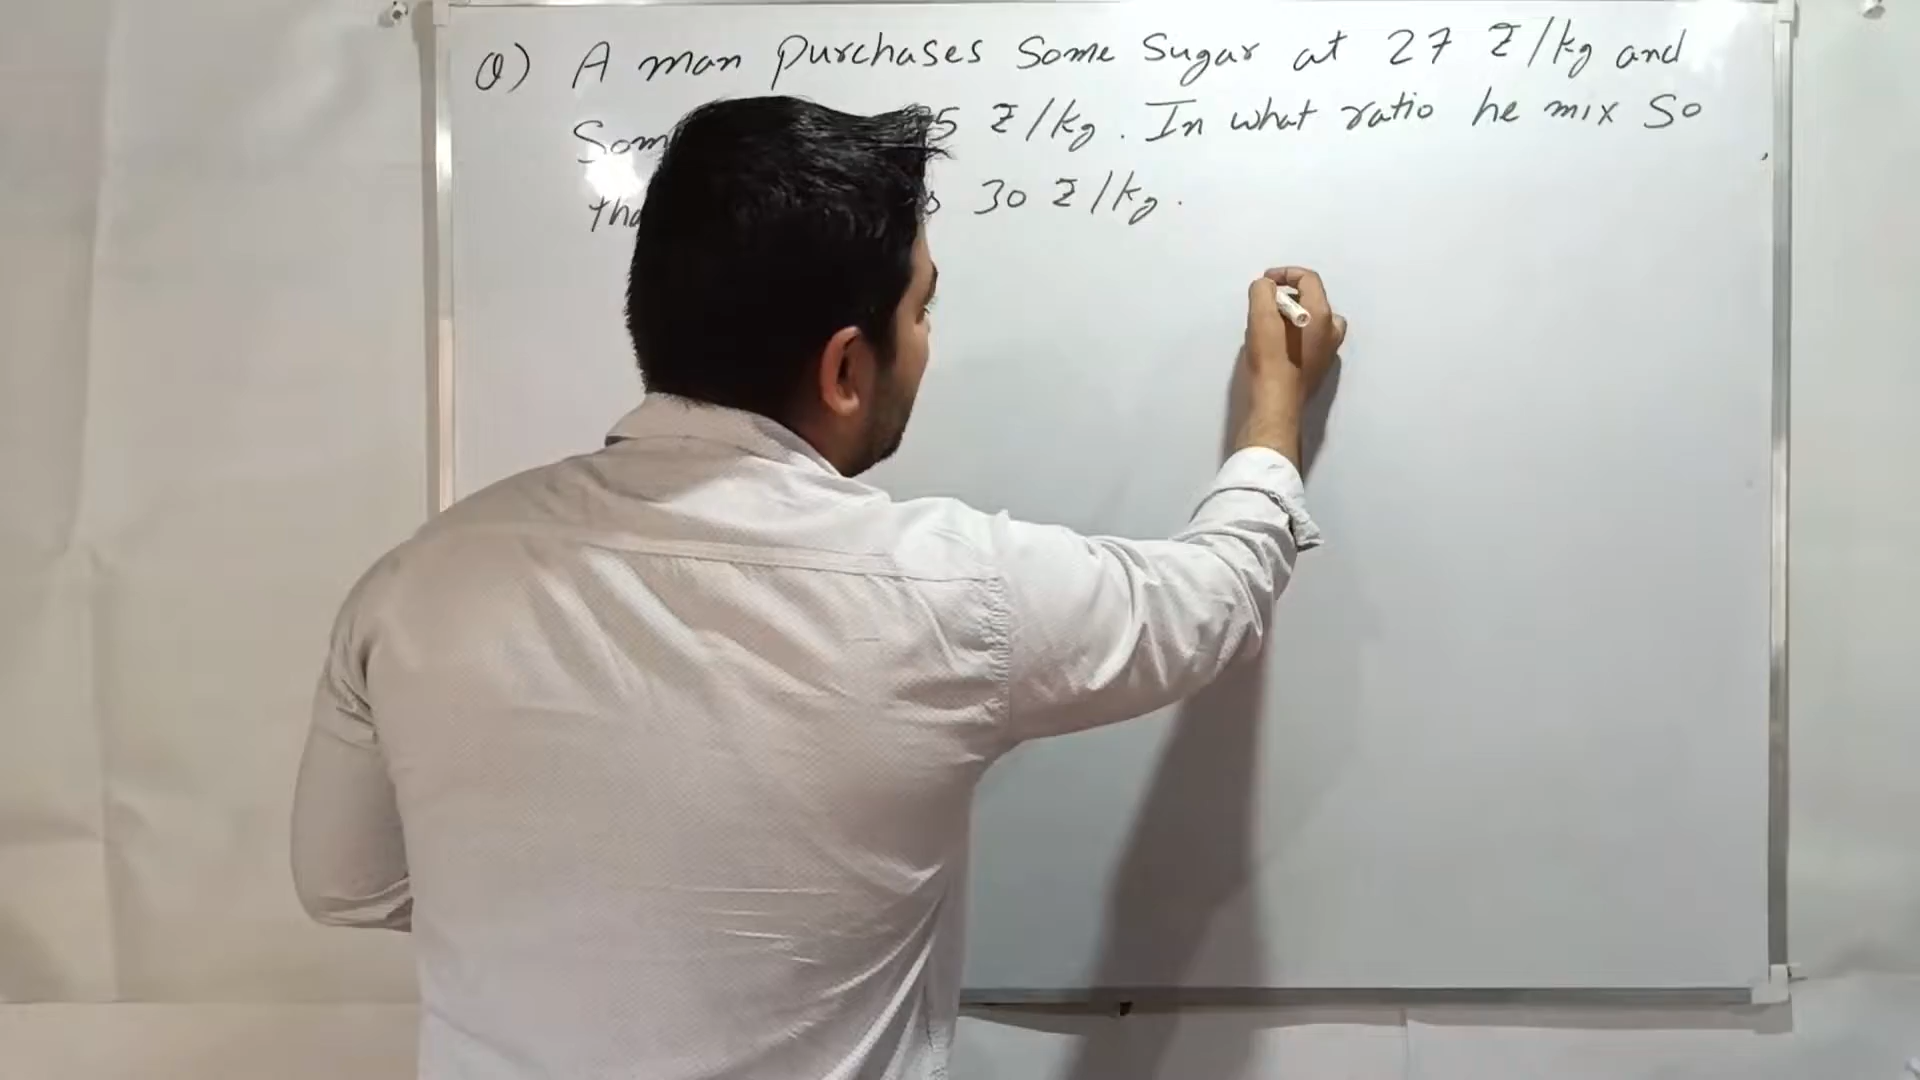 Q) A man purchases some sugar at 27 ₹/kg and
Som 35 ₹/kg. In what ratio he mix so
tha 30 ₹/kg.